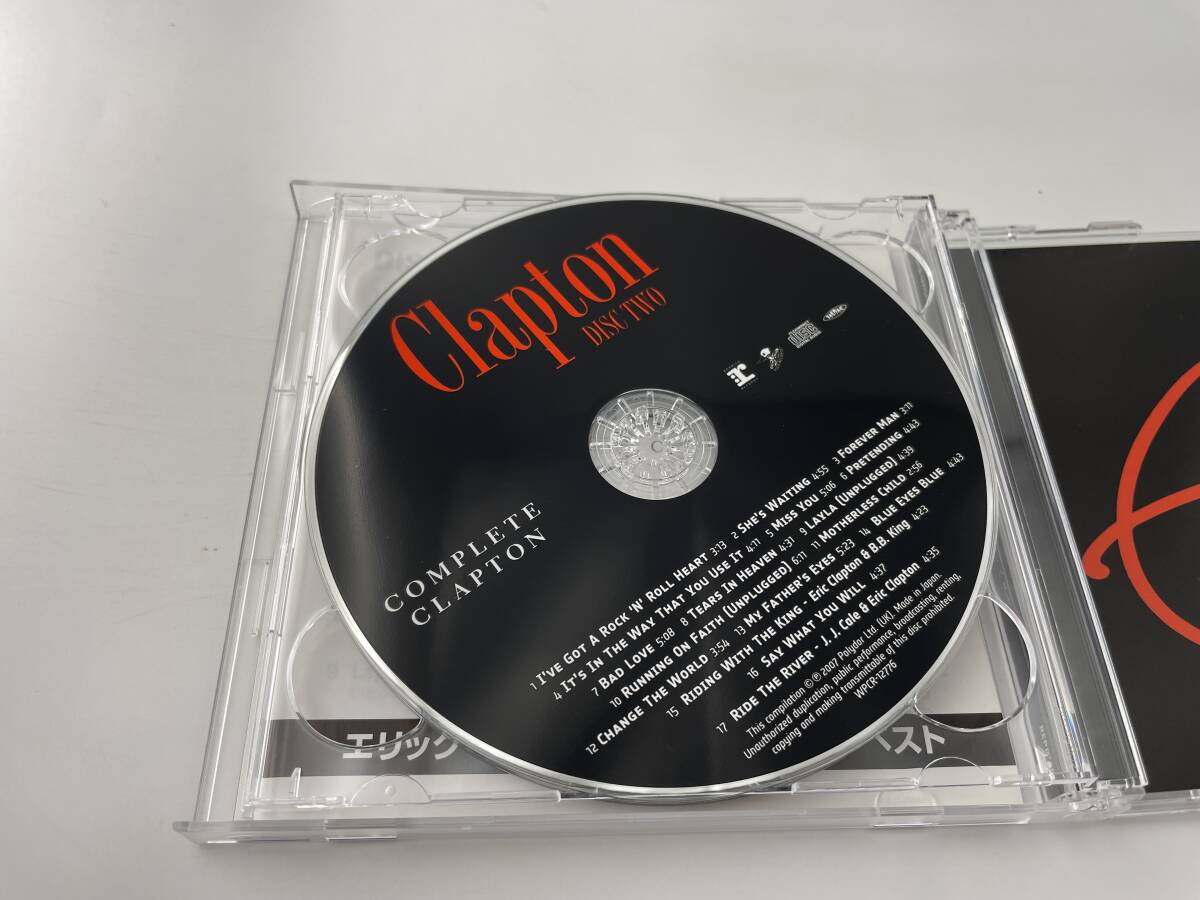 Clapton
DISC TWO
COMPLETE
CLAPTON
1 I'VE GOT A ROCK 'N' ROLL HEART 3:13 2 SHE'S WAITING 4:55 3 FOREVER MAN 3:11
4 IT'S IN THE WAY THAT YOU USE IT 4:11 5 MISS YOU 5:06 6 PRETENDING 4:43
7 BAD LOVE 5:08 8 TEARS IN HEAVEN 4:31 9 LAYLA (UNPLUGGED) 4:39
10 RUNNING ON FAITH (UNPLUGGED) 6:11 11 MOTHERLESS CHILD 2:56
12 CHANGE THE WORLD 3:54 13 MY FATHER'S EYES 5:23 14 BLUE EYES BLUE 4:43
15 RIDING WITH THE KING - Eric Clapton & B.B. King 4:23
16 SAY WHAT YOU WILL 4:37
17 RIDE THE RIVER - J. J. Cale & Eric Clapton 4:35
This compilation ©℗ 2007 Polydor Ltd. (UK). Made in Japan.
Unauthorized duplication, public performance, broadcasting, renting,
copying and making transmittable of this disc prohibited.
WPCR-12776
エリック ベスト